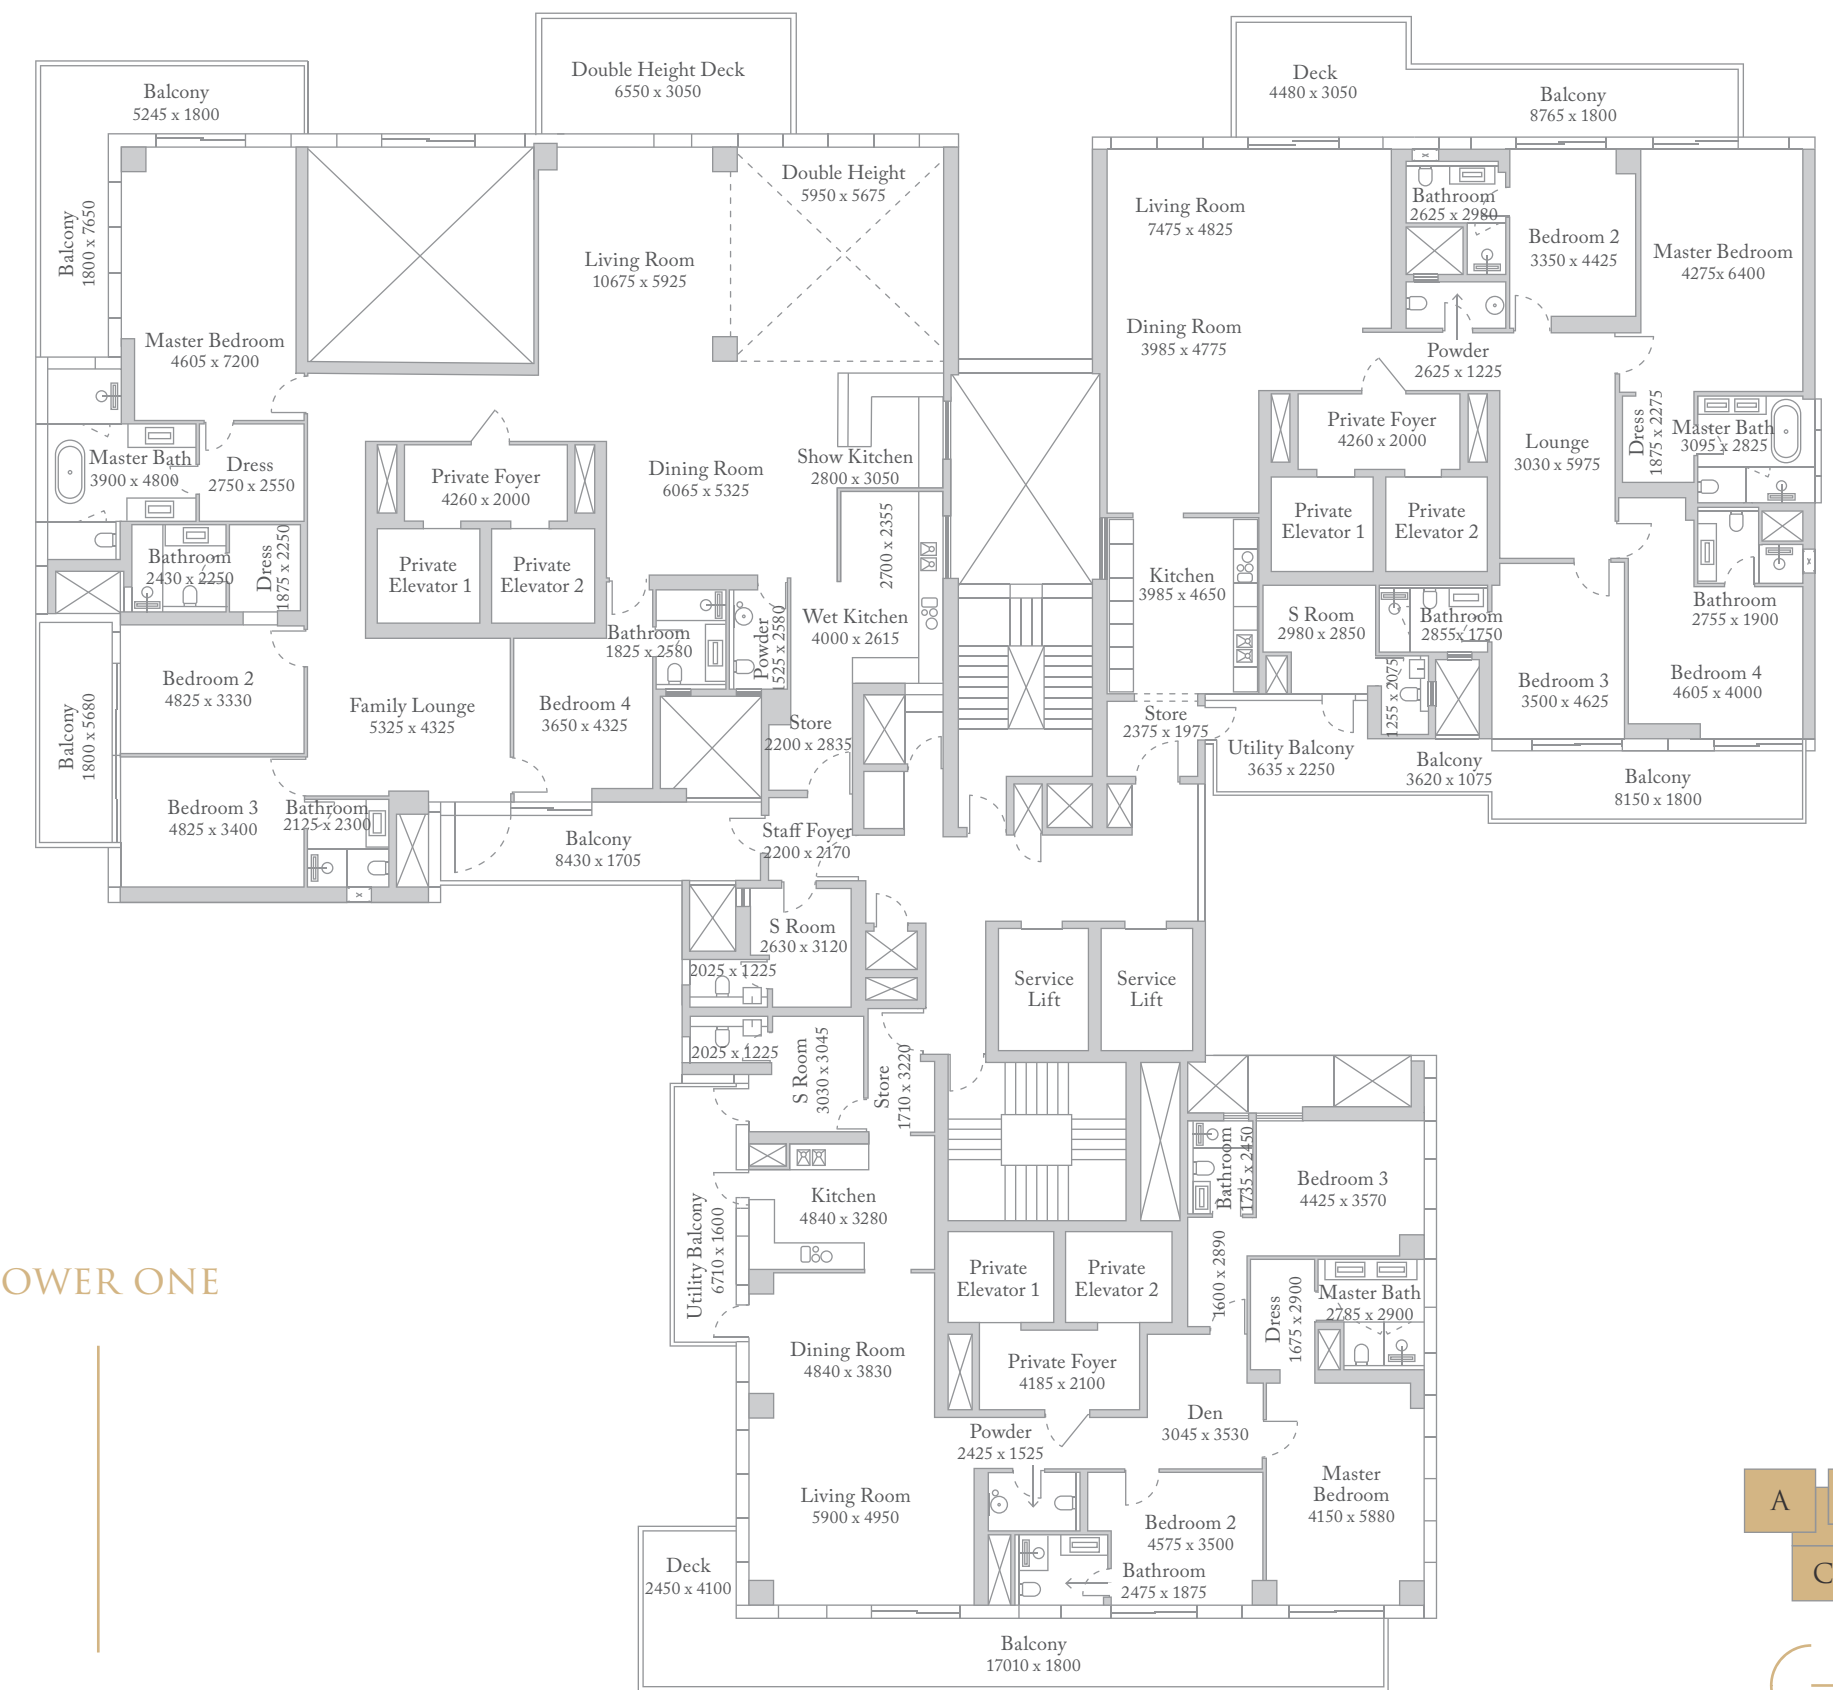 Balcony
5245 x 1800
Double Height Deck
6550 x 3050
Balcony
1800 x 7650
Double Height
5950 x 5675
Living Room
10675 x 5925
Master Bedroom
4605 x 7200
Master Bath
3900 x 4800
Dress
2750 x 2550
Private Foyer
4260 x 2000
Dining Room
6065 x 5325
Show Kitchen
2800 x 3050
2700 x 2355
Bathroom
2430 x 2250
Dress
1875 x 2250
Private
Elevator 1
Private
Elevator 2
Wet Kitchen
4000 x 2615
Bathroom
1825 x 2580
Powder
1525 x 2580
Bedroom 2
4825 x 3330
Balcony
1800 x 5680
Family Lounge
5325 x 4325
Bedroom 4
3650 x 4325
Store
2200 x 2835
Bedroom 3
4825 x 3400
Bathroom
2125 x 2300
Balcony
8430 x 1705
Staff Foyer
2200 x 2170
S Room
2630 x 3120
2025 x 1225
Deck
4480 x 3050
Balcony
8765 x 1800
Living Room
7475 x 4825
Bathroom
2625 x 2980
Bedroom 2
3350 x 4425
Master Bedroom
4275x 6400
Dining Room
3985 x 4775
Powder
2625 x 1225
Private Foyer
4260 x 2000
Lounge
3030 x 5975
Dress
1875 x 2275
Master Bath
3095 x 2825
Private
Elevator 1
Private
Elevator 2
Kitchen
3985 x 4650
S Room
2980 x 2850
Bathroom
2855x 1750
Bathroom
2755 x 1900
1255 x 2075
Bedroom 3
3500 x 4625
Bedroom 4
4605 x 4000
Store
2375 x 1975
Utility Balcony
3635 x 2250
Balcony
3620 x 1075
Balcony
8150 x 1800
Service
Lift
Service
Lift
2025 x 1225
S Room
3030 x 3045
Store
1710 x 3220
Utility Balcony
6710 x 1600
Kitchen
4840 x 3280
Bathroom
1735 x 2450
Bedroom 3
4425 x 3570
Private
Elevator 1
Private
Elevator 2
1600 x 2890
Dress
1675 x 2900
Master Bath
2785 x 2900
Dining Room
4840 x 3830
Private Foyer
4185 x 2100
Den
3045 x 3530
Powder
2425 x 1525
Living Room
5900 x 4950
Master
Bedroom
4150 x 5880
Bedroom 2
4575 x 3500
Bathroom
2475 x 1875
Deck
2450 x 4100
Balcony
17010 x 1800
OWER ONE
A
C